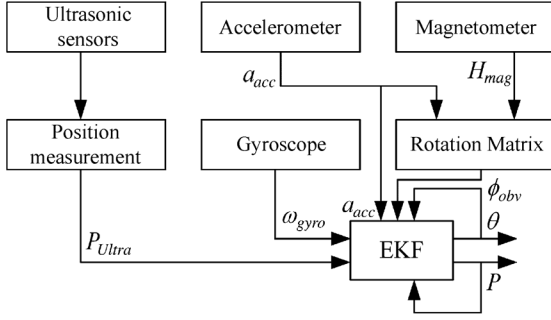 Ultrasonic
sensors
Accelerometer
Magnetometer
a_acc
H_mag
Position
measurement
Gyroscope
Rotation Matrix
ϕ_obv
ω_gyro
a_acc
θ
P_Ultra
EKF
P